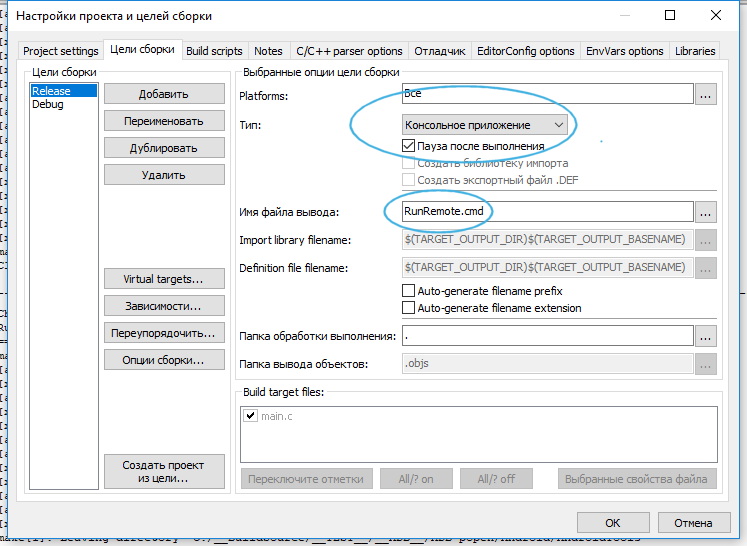 Настройки проекта и целей сборки
Project settings
Цели сборки
Build scripts
Notes
C/C++ parser options
Отладчик
EditorConfig options
EnvVars options
Libraries
Цели сборки
Release
Debug
Добавить
Переименовать
Дублировать
Удалить
Virtual targets...
Зависимости...
Переупорядочить...
Опции сборки...
Создать проект
из цели...
Выбранные опции цели сборки
Platforms:
Все
...
Тип:
Консольное приложение
Пауза после выполнения
Создать библиотеку импорта
Создать экспортный файл .DEF
Имя файла вывода:
RunRemote.cmd
...
Import library filename:
$(TARGET_OUTPUT_DIR)$(TARGET_OUTPUT_BASENAME)
...
Definition file filename:
$(TARGET_OUTPUT_DIR)$(TARGET_OUTPUT_BASENAME)
...
Auto-generate filename prefix
Auto-generate filename extension
Папка обработки выполнения:
.
...
Папка вывода объектов:
.objs
...
Build target files:
main.c
Переключите отметки
All/? on
All/? off
Выбранные свойства файла
OK
Отмена